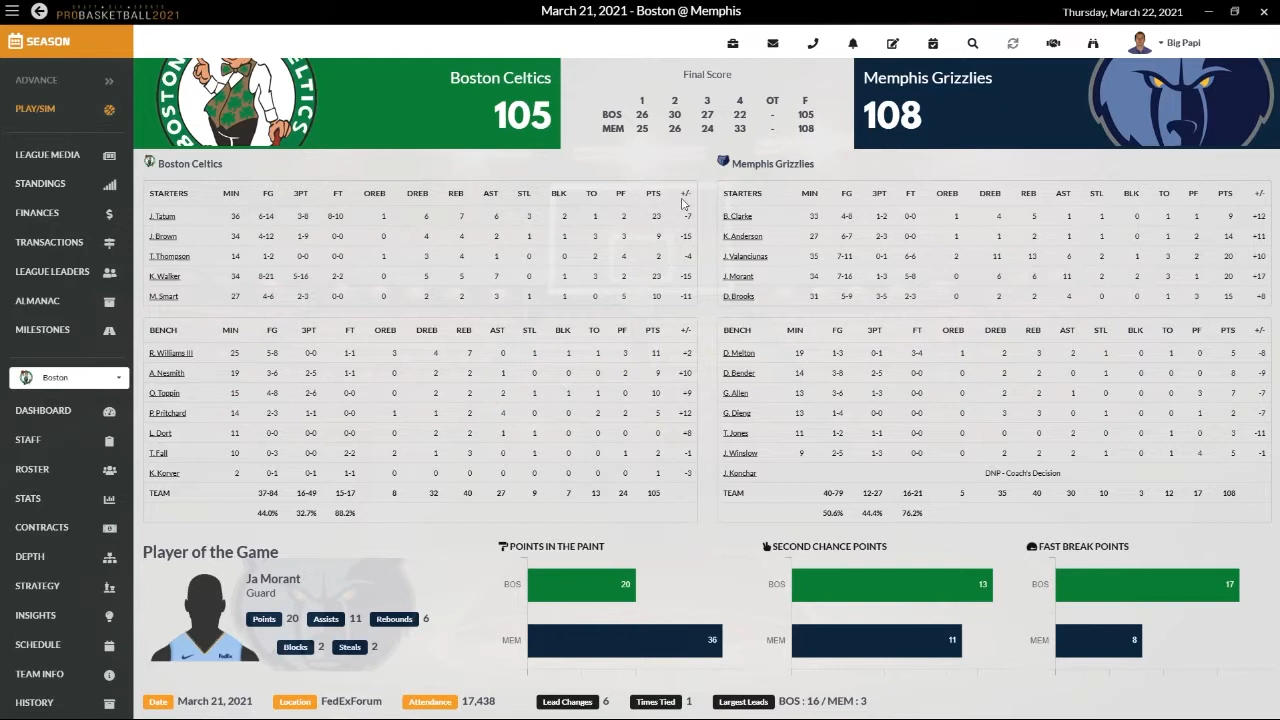 DRAFT DAY SPORTS
PROBASKETBALL2021
March 21, 2021 - Boston @ Memphis
Thursday, March 22, 2021
SEASON
Big Papi
ADVANCE
PLAY/SIM
LEAGUE MEDIA
STANDINGS
FINANCES
TRANSACTIONS
LEAGUE LEADERS
ALMANAC
MILESTONES
Boston
DASHBOARD
STAFF
ROSTER
STATS
CONTRACTS
DEPTH
STRATEGY
INSIGHTS
SCHEDULE
TEAM INFO
HISTORY
BOSTON
CELTICS
Boston Celtics
105
Final Score
1 2 3 4 OT F
BOS 26 30 27 22 - 105
MEM 25 26 24 33 - 108
Memphis Grizzlies
108
Boston Celtics
STARTERS MIN FG 3PT FT OREB DREB REB AST STL BLK TO PF PTS +/-
J. Tatum 36 6-14 3-8 8-10 1 6 7 6 3 2 1 2 23 -7
J. Brown 34 4-12 1-9 0-0 0 4 4 2 1 1 3 3 9 -15
T. Thompson 14 1-2 0-0 0-0 1 3 4 1 0 0 2 4 2 -4
K. Walker 34 8-21 5-16 2-2 0 5 5 4 0 1 3 2 23 -15
M. Smart 27 4-6 2-3 0-0 0 2 2 3 1 1 0 5 10 -11
BENCH MIN FG 3PT FT OREB DREB REB AST STL BLK TO PF PTS +/-
R. Williams III 25 5-8 0-0 1-1 3 4 7 0 1 1 1 3 11 +2
A. Nesmith 19 3-6 2-5 1-1 0 2 2 0 1 1 0 2 9 +10
O. Toppin 15 4-8 2-6 0-0 0 2 2 2 1 1 0 0 10 +9
P. Pritchard 14 2-3 1-1 0-0 1 1 2 4 0 0 2 2 5 +12
L. Dort 11 0-0 0-0 0-0 0 2 2 1 1 0 0 0 0 +8
T. Fall 10 0-3 0-0 2-2 2 1 3 0 1 0 0 1 2 -1
K. Korver 2 0-1 0-1 1-1 0 0 0 0 0 0 0 0 1 -3
TEAM 37-84 16-49 15-17 8 32 40 27 9 7 13 24 105
44.0% 32.7% 88.2%
Memphis Grizzlies
STARTERS MIN FG 3PT FT OREB DREB REB AST STL BLK TO PF PTS +/-
B. Clarke 33 4-8 1-2 0-0 1 4 5 1 1 0 1 1 9 +12
K. Anderson 27 6-7 2-3 0-0 0 1 1 2 1 1 0 1 2 14 +11
J. Valanciunas 35 7-11 0-1 6-6 2 11 13 6 2 1 3 2 20 +10
J. Morant 34 7-16 1-3 5-8 0 6 6 11 2 2 3 1 20 +17
D. Brooks 31 5-9 3-5 2-3 0 2 2 4 0 0 1 3 15 +8
BENCH MIN FG 3PT FT OREB DREB REB AST STL BLK TO PF PTS +/-
D. Melton 19 1-3 0-1 3-4 1 2 3 2 1 0 1 0 5 -8
D. Bender 14 3-8 2-5 0-0 0 2 2 0 1 0 0 0 8 -9
G. Allen 13 3-6 1-3 0-0 0 2 2 2 0 0 1 3 7 -7
G. Dieng 13 1-4 0-0 0-0 0 3 3 0 1 0 0 1 2 -7
T. Jones 11 1-2 1-1 0-0 0 0 0 2 0 0 1 0 3 -11
J. Winslow 9 2-5 1-3 0-0 0 2 2 0 1 0 1 4 5 -1
J. Konchar DNP - Coach's Decision
TEAM 40-79 12-27 16-21 5 35 40 30 10 3 12 17 108
50.6% 44.4% 76.2%
Player of the Game
Ja Morant
Guard
Points 20 Assists 11 Rebounds 6
Blocks 2 Steals 2
FedEx
POINTS IN THE PAINT
BOS 20
MEM 36
SECOND CHANCE POINTS
BOS 13
MEM 11
FAST BREAK POINTS
BOS 17
MEM 8
Date March 21, 2021 Location FedExForum Attendance 17,438 Lead Changes 6 Times Tied 1 Largest Leads BOS : 16 / MEM : 3